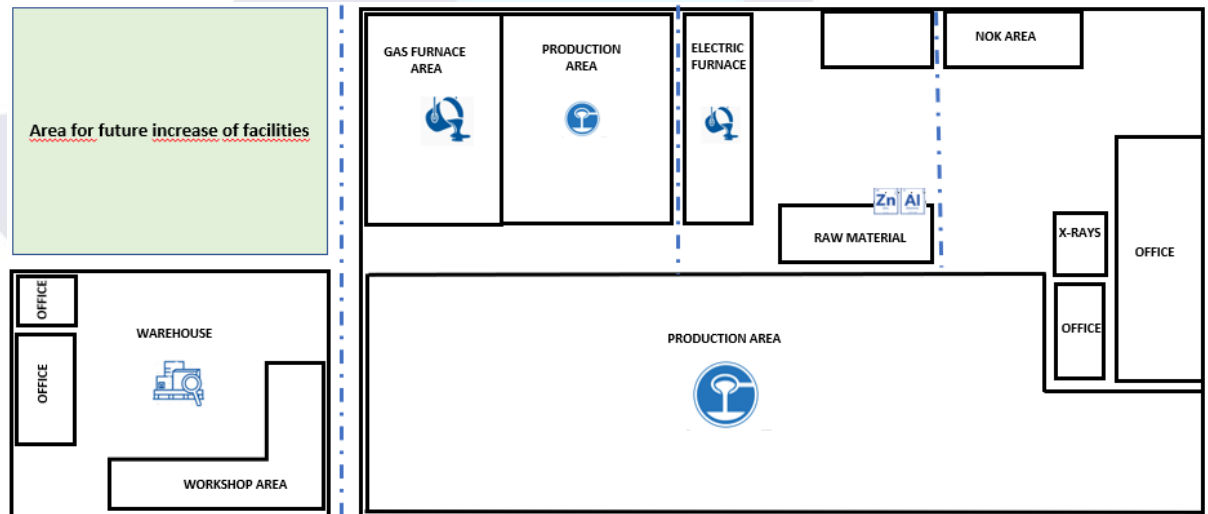 Area for future increase of facilities
GAS FURNACE
AREA
PRODUCTION
AREA
ELECTRIC
FURNACE
NOK AREA
Zn Al
RAW MATERIAL
X-RAYS
OFFICE
OFFICE
PRODUCTION AREA
OFFICE
OFFICE
WAREHOUSE
WORKSHOP AREA